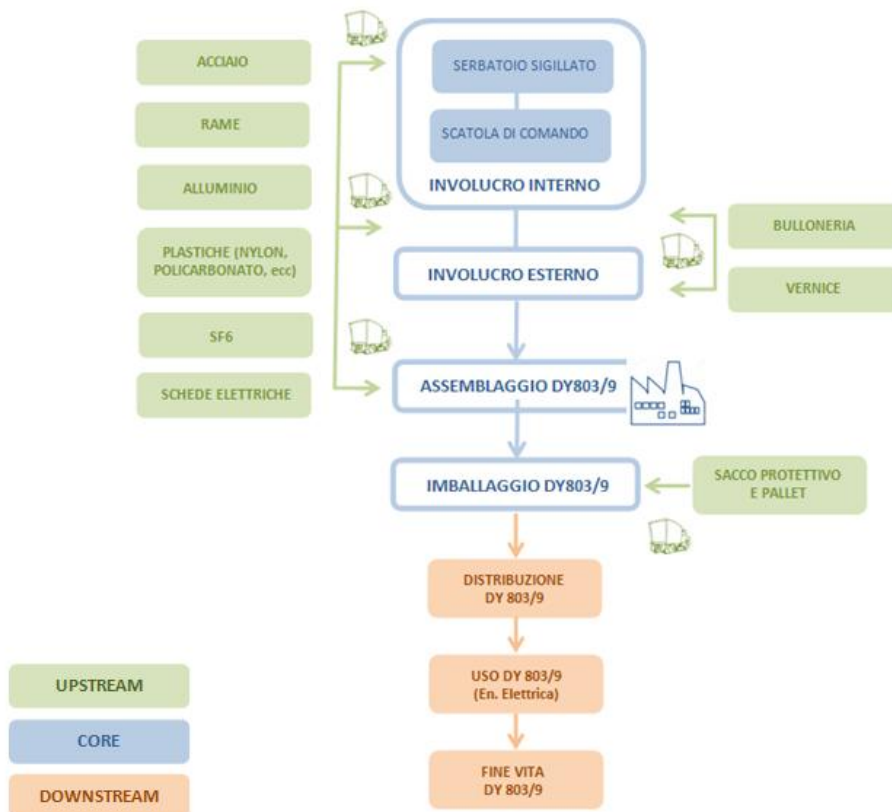 ACCIAIO
RAME
ALLUMINIO
PLASTICHE (NYLON,
POLICARBONATO, ecc)
SF6
SCHEDE ELETTRICHE
SERBATOIO SIGILLATO
SCATOLA DI COMANDO
INVOLUCRO INTERNO
INVOLUCRO ESTERNO
BULLONERIA
VERNICE
ASSEMBLAGGIO DY803/9
IMBALLAGGIO DY803/9
SACCO PROTETTIVO
E PALLET
DISTRIBUZIONE
DY 803/9
USO DY 803/9
(En. Elettrica)
FINE VITA
DY 803/9
UPSTREAM
CORE
DOWNSTREAM